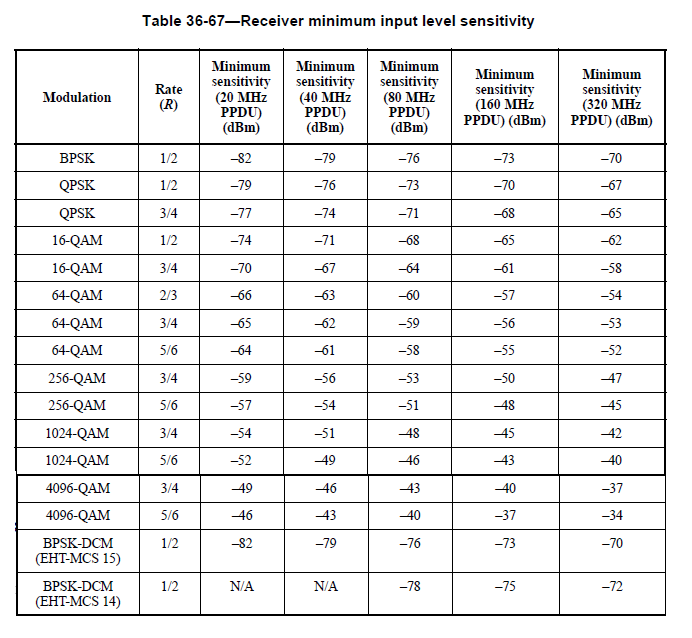 Table 36-67—Receiver minimum input level sensitivity
Modulation Rate (R) Minimum sensitivity (20 MHz PPDU) (dBm) Minimum sensitivity (40 MHz PPDU) (dBm) Minimum sensitivity (80 MHz PPDU) (dBm) Minimum sensitivity (160 MHz PPDU) (dBm) Minimum sensitivity (320 MHz PPDU) (dBm)
BPSK 1/2 –82 –79 –76 –73 –70
QPSK 1/2 –79 –76 –73 –70 –67
QPSK 3/4 –77 –74 –71 –68 –65
16-QAM 1/2 –74 –71 –68 –65 –62
16-QAM 3/4 –70 –67 –64 –61 –58
64-QAM 2/3 –66 –63 –60 –57 –54
64-QAM 3/4 –65 –62 –59 –56 –53
64-QAM 5/6 –64 –61 –58 –55 –52
256-QAM 3/4 –59 –56 –53 –50 –47
256-QAM 5/6 –57 –54 –51 –48 –45
1024-QAM 3/4 –54 –51 –48 –45 –42
1024-QAM 5/6 –52 –49 –46 –43 –40
4096-QAM 3/4 –49 –46 –43 –40 –37
4096-QAM 5/6 –46 –43 –40 –37 –34
BPSK-DCM (EHT-MCS 15) 1/2 –82 –79 –76 –73 –70
BPSK-DCM (EHT-MCS 14) 1/2 N/A N/A –78 –75 –72